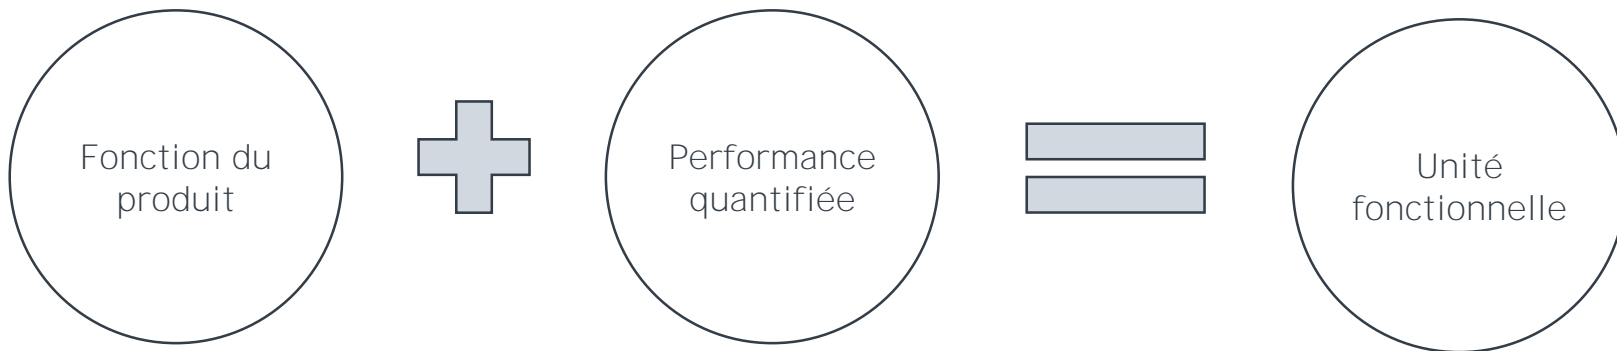 Fonction du
produit
Performance
quantifiée
Unité
fonctionnelle